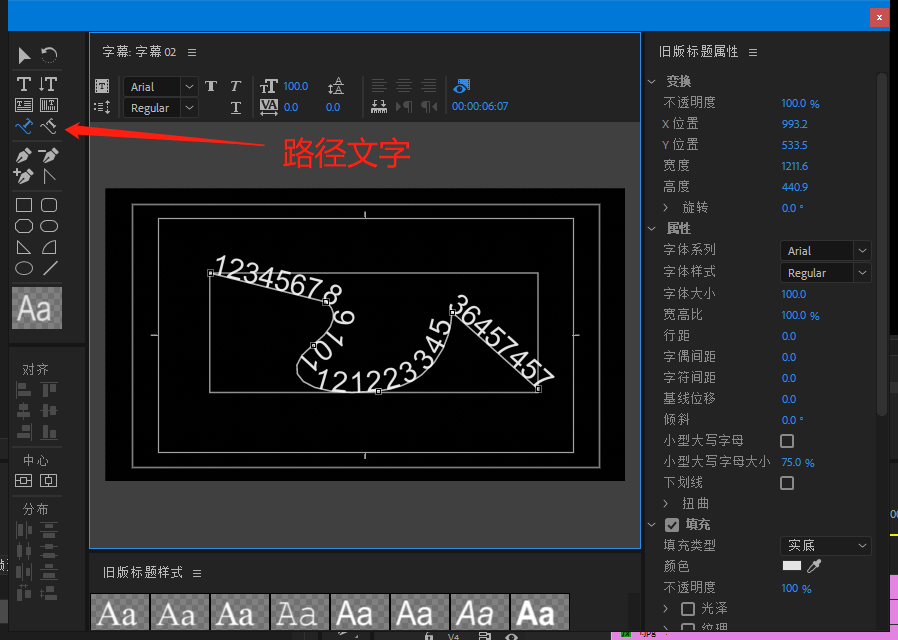 字幕: 字幕 02
旧版标题属性
Arial
T
T
100.0
Regular
T
VA
0.0
0.0
00:00:06:07
路径文字
12345678
9
101
121223345
36457457
Aa
对齐
中心
分布
变换
不透明度 100.0 %
X 位置 993.2
Y 位置 533.5
宽度 1211.6
高度 440.9
旋转 0.0 °
属性
字体系列 Arial
字体样式 Regular
字体大小 100.0
宽高比 100.0 %
行距 0.0
字偶间距 0.0
字符间距 0.0
基线位移 0.0
倾斜 0.0 °
小型大写字母
小型大写字母大小 75.0 %
下划线
扭曲
填充
填充类型 实底
颜色
不透明度 100 %
光泽
纹理
旧版标题样式
Aa Aa Aa Aa Aa Aa Aa Aa
V4